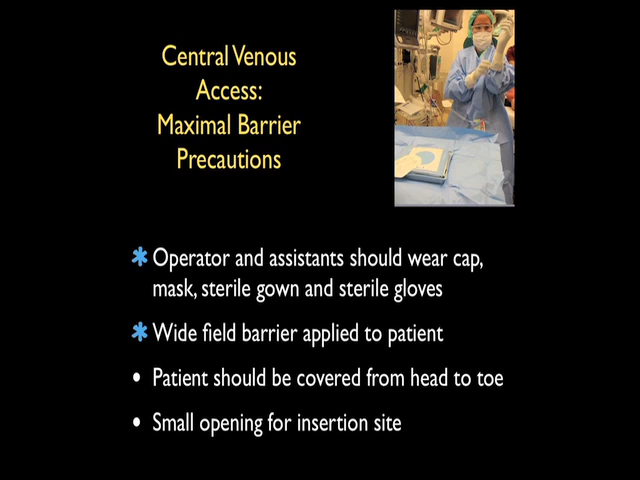 Central Venous
Access:
Maximal Barrier
Precautions
* Operator and assistants should wear cap,
mask, sterile gown and sterile gloves
* Wide field barrier applied to patient
• Patient should be covered from head to toe
• Small opening for insertion site